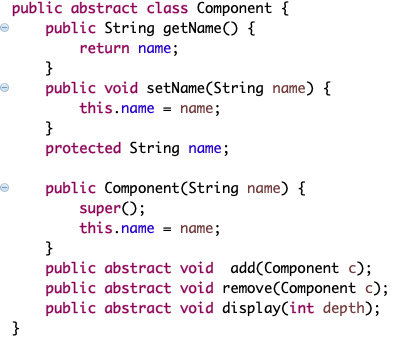 public abstract class Component {
public String getName() {
return name;
}
public void setName(String name) {
this.name = name;
}
protected String name;
public Component(String name) {
super();
this.name = name;
}
public abstract void  add(Component c);
public abstract void remove(Component c);
public abstract void display(int depth);
}